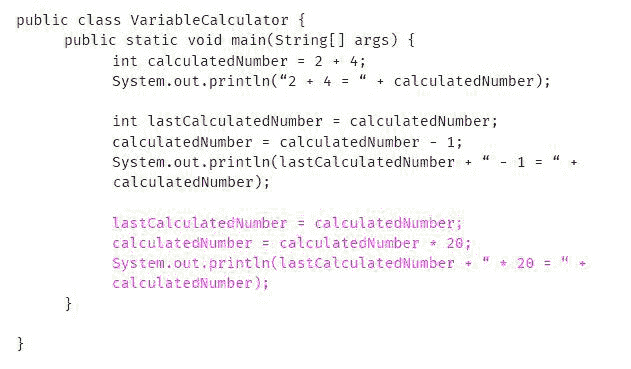 public class VariableCalculator {
public static void main(String[] args) {
int calculatedNumber = 2 + 4;
System.out.println(“2 + 4 = “ + calculatedNumber);
int lastCalculatedNumber = calculatedNumber;
calculatedNumber = calculatedNumber - 1;
System.out.println(lastCalculatedNumber + “ - 1 = “ +
calculatedNumber);
lastCalculatedNumber = calculatedNumber;
calculatedNumber = calculatedNumber * 20;
System.out.println(lastCalculatedNumber + “ * 20 = “ +
calculatedNumber);
}
}